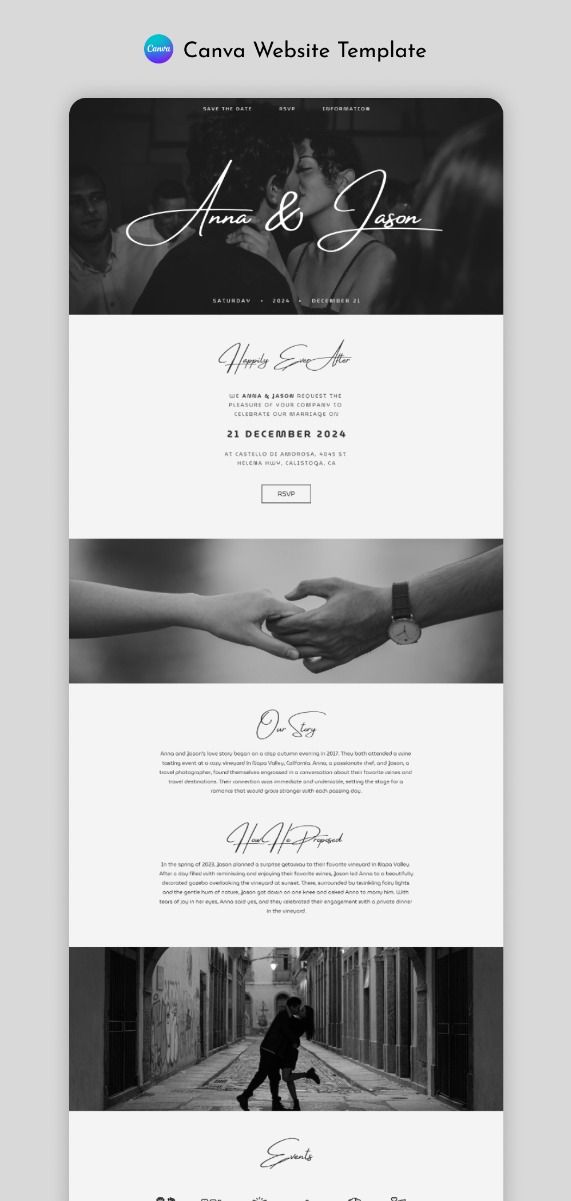 Canva
Canva Website Template
SAVE THE DATE RSVP INFORMATION
Anna & Jason
SATURDAY • 2024 • DECEMBER 21
Happily Ever After
WE ANNA & JASON REQUEST THE
PLEASURE OF YOUR COMPANY TO
CELEBRATE OUR MARRIAGE ON
21 DECEMBER 2024
AT CASTELLO DI AMOROSA, 4045 ST
HELENA HWY, CALISTOGA, CA
RSVP
Our Story
Anna and Jason's love story began on a crisp autumn evening in 2017. They both attended a wine
tasting event at a cozy vineyard in Napa Valley, California. Anna, a passionate chef, and Jason, a
travel photographer, found themselves engrossed in a conversation about their favorite wines and
travel destinations. Their connection was immediate and undeniable, setting the stage for a
romance that would grow stronger with each passing day.
How He Proposed
In the spring of 2023, Jason planned a surprise getaway to their favorite vineyard in Napa Valley.
After a day filled with reminiscing and enjoying their favorite wines, Jason led Anna to a beautifully
decorated gazebo overlooking the vineyard at sunset. There, surrounded by twinkling fairy lights
and the gentle hum of nature, Jason got down on one knee and asked Anna to marry him. With
tears of joy in her eyes, Anna said yes, and they celebrated their engagement with a private dinner
in the vineyard.
Events